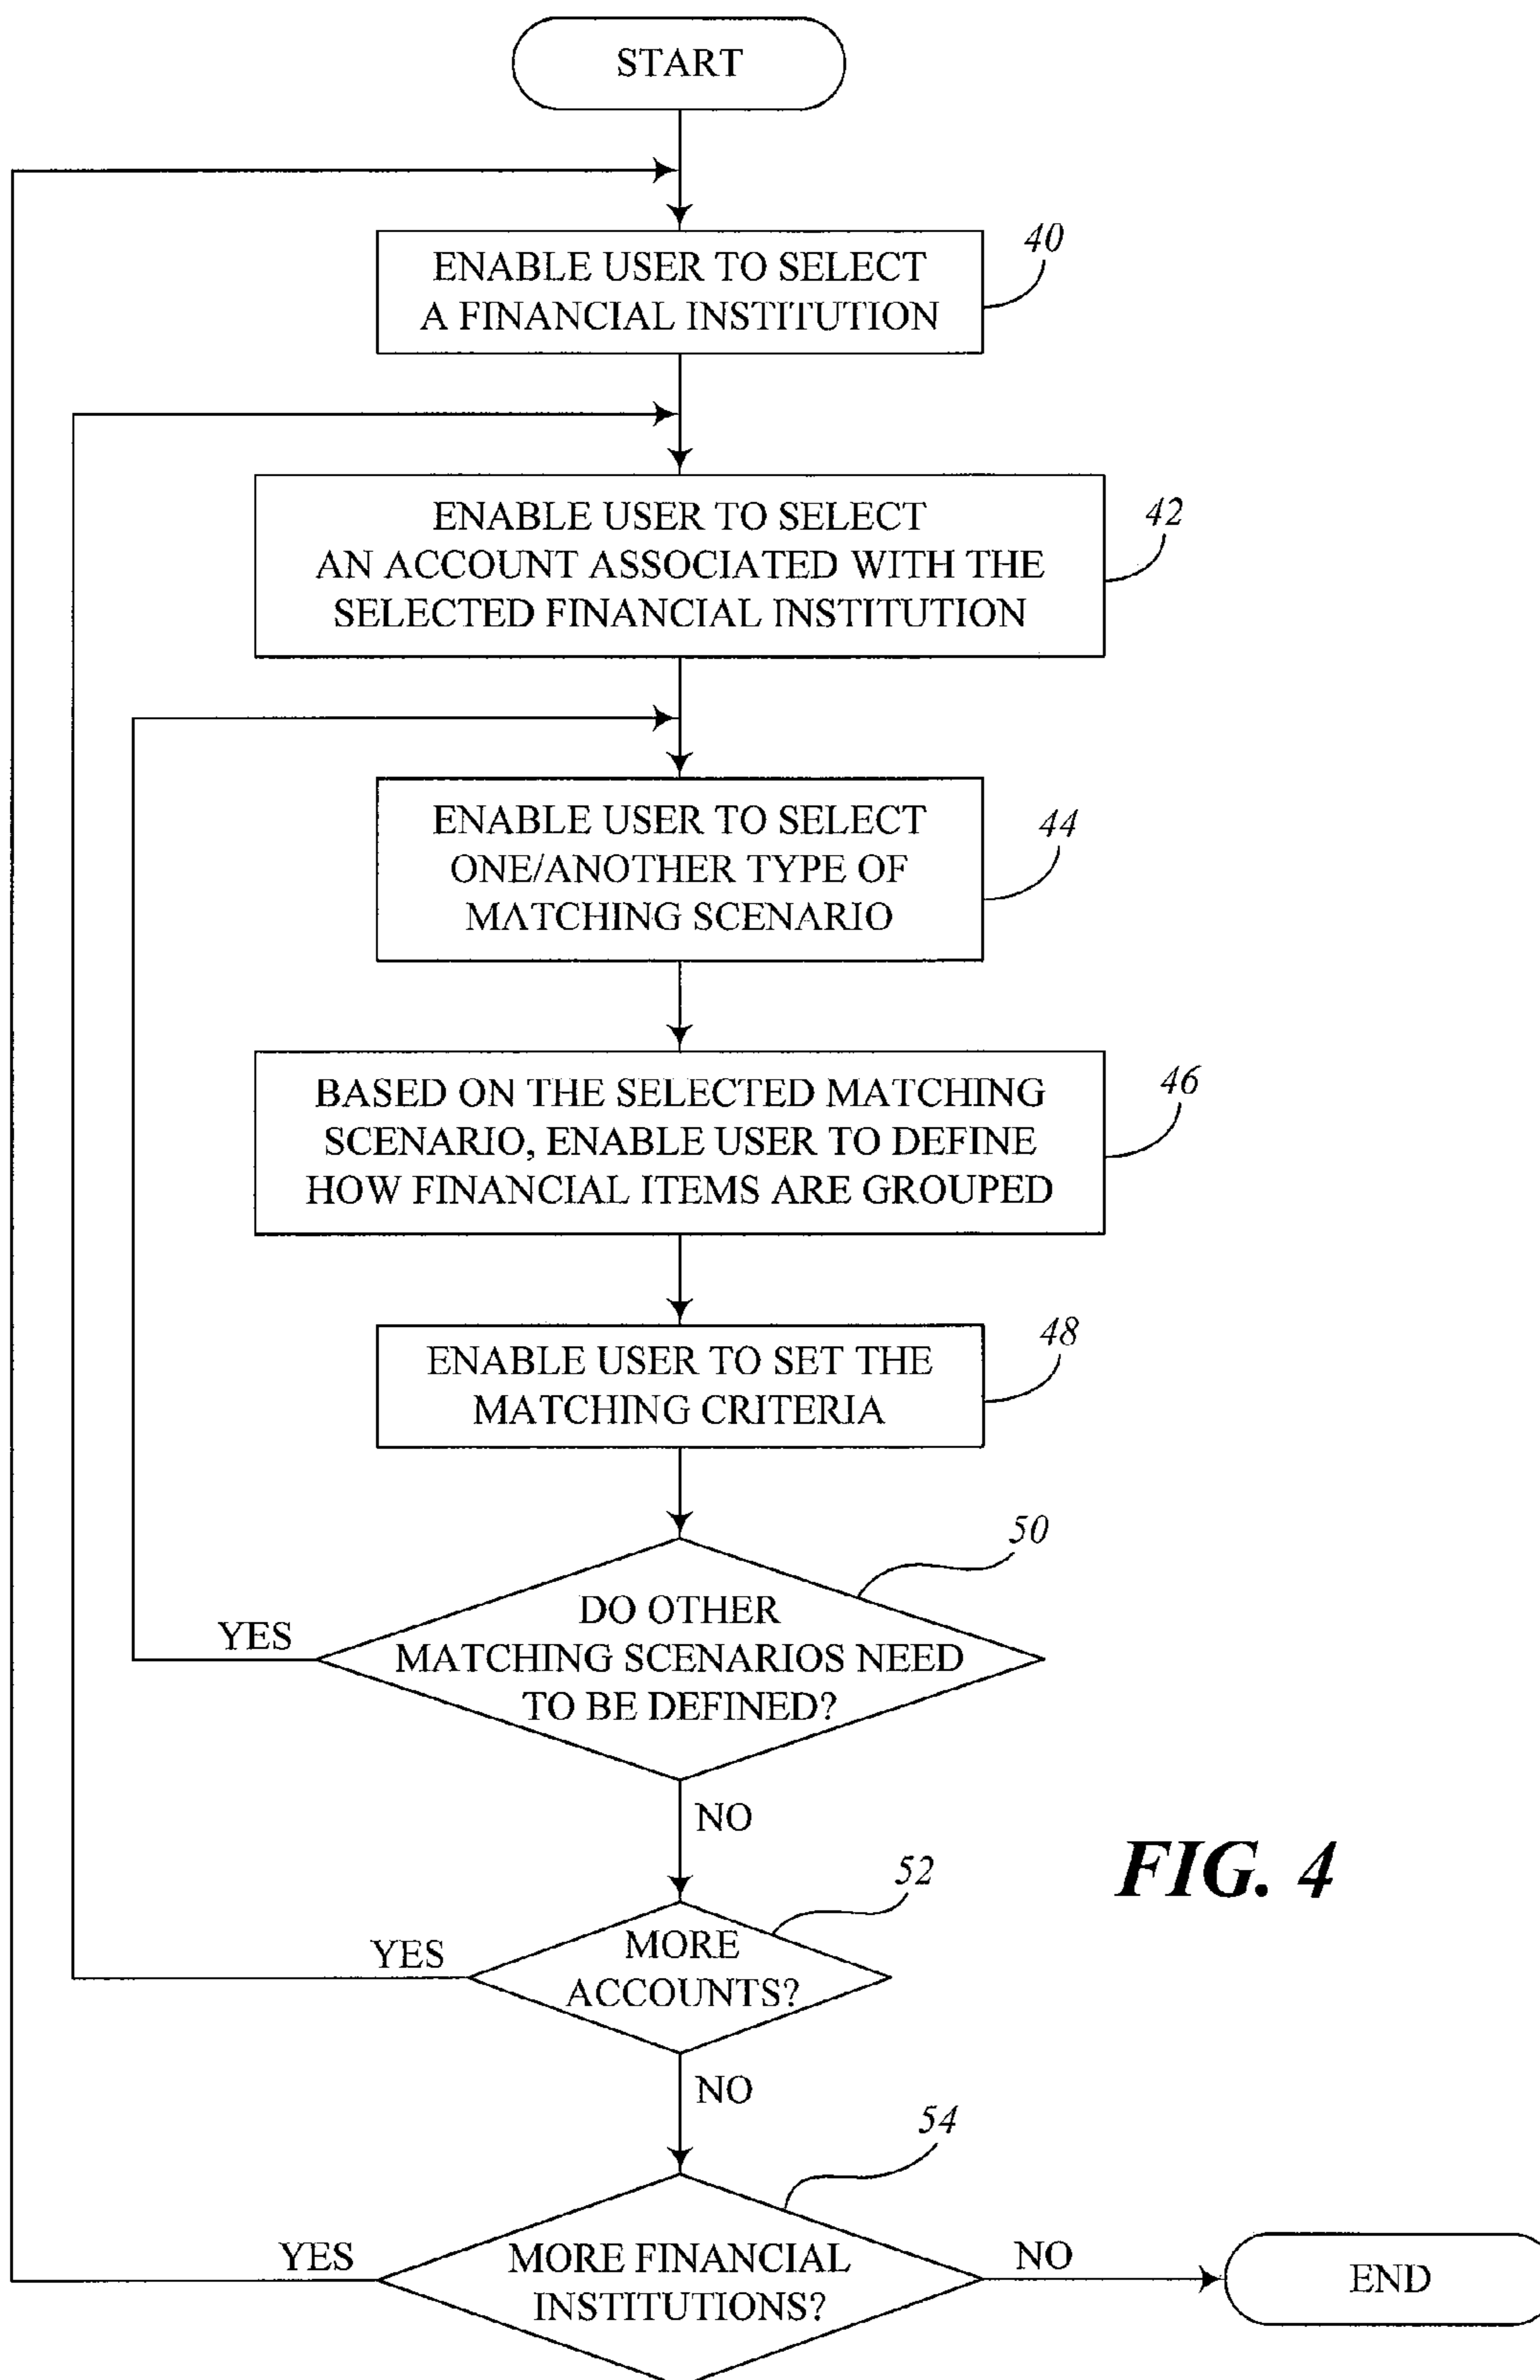 START
40
ENABLE USER TO SELECT
A FINANCIAL INSTITUTION
42
ENABLE USER TO SELECT
AN ACCOUNT ASSOCIATED WITH THE
SELECTED FINANCIAL INSTITUTION
44
ENABLE USER TO SELECT
ONE/ANOTHER TYPE OF
MATCHING SCENARIO
46
BASED ON THE SELECTED MATCHING
SCENARIO, ENABLE USER TO DEFINE
HOW FINANCIAL ITEMS ARE GROUPED
48
ENABLE USER TO SET THE
MATCHING CRITERIA
50
DO OTHER
MATCHING SCENARIOS NEED
TO BE DEFINED?
YES
NO
FIG. 4
52
MORE
ACCOUNTS?
YES
NO
54
MORE FINANCIAL
INSTITUTIONS?
YES
NO
END